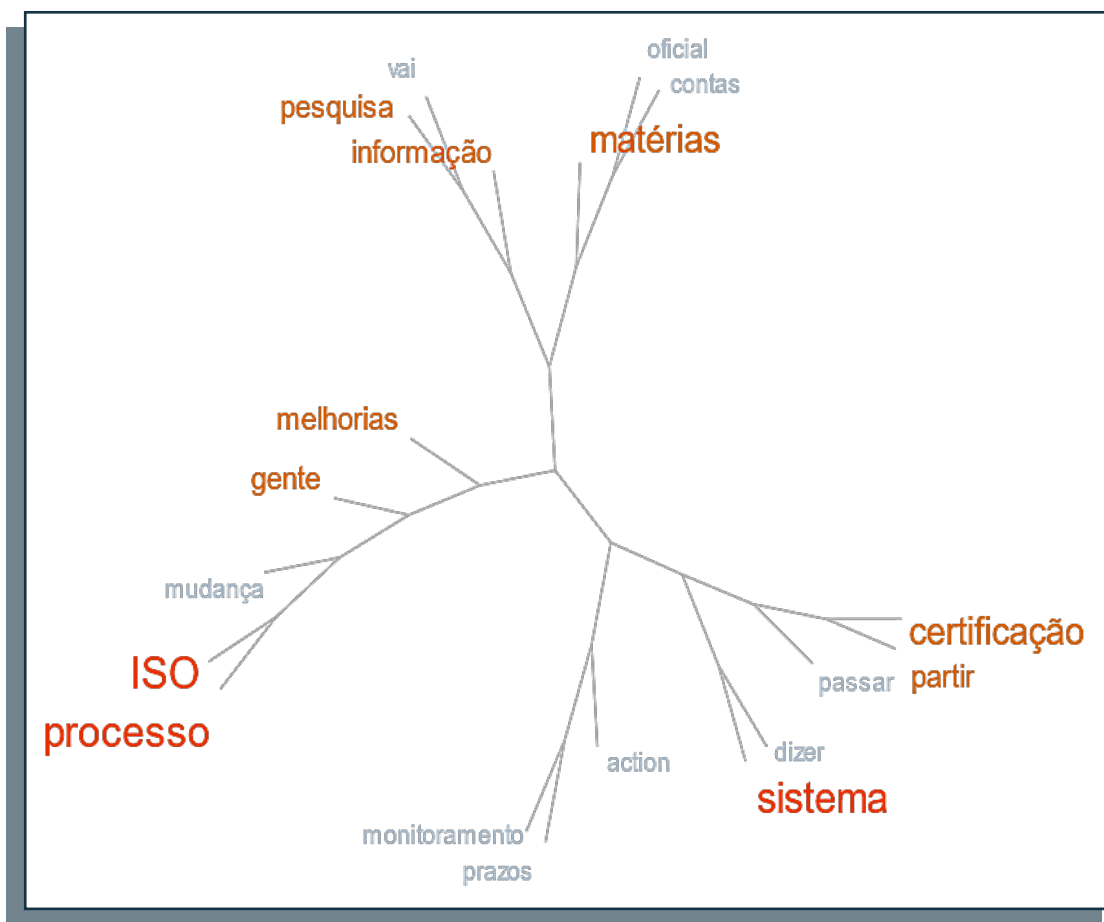 oficial
vai
contas
pesquisa
matérias
informação
melhorias
gente
mudança
certificação
ISO
passar
partir
processo
dizer
action
sistema
monitoramento
prazos